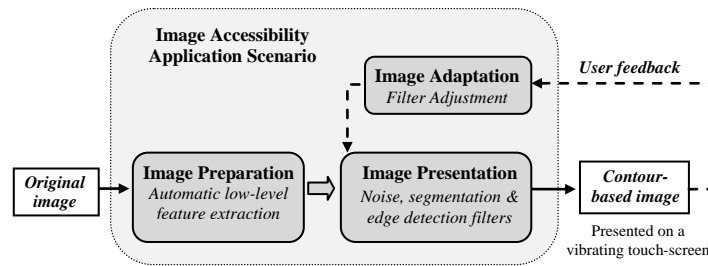 Image Accessibility
Application Scenario
Image Adaptation
Filter Adjustment
User feedback
Original
image
Image Preparation
Automatic low-level
feature extraction
Image Presentation
Noise, segmentation &
edge detection filters
Contour-
based image
Presented on a
vibrating touch-screen